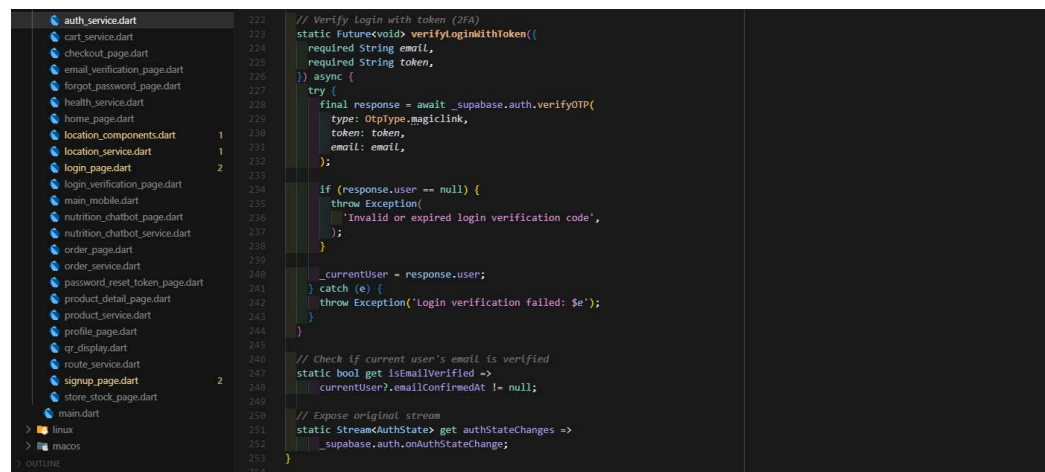 auth_service.dart
cart_service.dart
checkout_page.dart
email_verification_page.dart
forgot_password_page.dart
health_service.dart
home_page.dart
location_components.dart 1
location_service.dart 1
login_page.dart 2
login_verification_page.dart
main_mobile.dart
nutrition_chatbot_page.dart
nutrition_chatbot_service.dart
order_page.dart
order_service.dart
password_reset_token_page.dart
product_detail_page.dart
product_service.dart
profile_page.dart
qr_display.dart
route_service.dart
signup_page.dart 2
store_stock_page.dart
main.dart
> linux
> macos
> OUTLINE
222 // Verify login with token (2FA)
223 static Future<void> verifyLoginWithToken({
224 required String email,
225 required String token,
226 }) async {
227 try {
228 final response = await _supabase.auth.verifyOTP(
229 type: OtpType.magiclink,
230 token: token,
231 email: email,
232 );
233
234 if (response.user == null) {
235 throw Exception(
236 'Invalid or expired login verification code',
237 );
238 }
239
240 _currentUser = response.user;
241 } catch (e) {
242 throw Exception('Login verification failed: $e');
243 }
244 }
245
246 // Check if current user's email is verified
247 static bool get isEmailVerified =>
248 currentUser?.emailConfirmedAt != null;
249
250 // Expose original stream
251 static Stream<AuthState> get authStateChanges =>
252 _supabase.auth.onAuthStateChange;
253 }